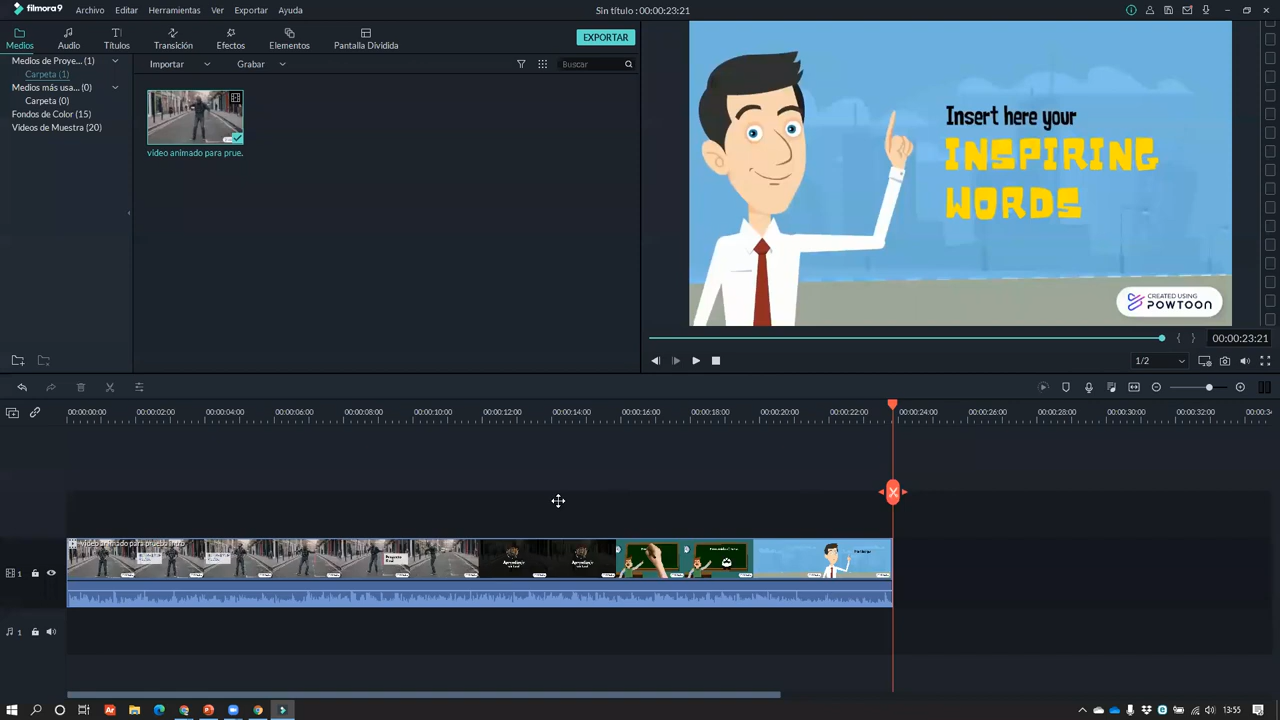 filmora9 Archivo Editar Herramientas Ver Exportar Ayuda Sin título : 00:00:23:21
Medios Audio Títulos Transición Efectos Elementos Pantalla Dividida EXPORTAR
Medios de Proye... (1)
Carpeta (1)
Medios más usa... (0)
Carpeta (0)
Fondos de Color (15)
Videos de Muestra (20)
Importar Grabar Buscar
video animado para prue.
Insert here your
INSPIRING
WORDS
CREATED USING
POWTOON
00:00:23:21
1/2
00:00:00:00 00:00:02:00 00:00:04:00 00:00:06:00 00:00:08:00 00:00:10:00 00:00:12:00 00:00:14:00 00:00:16:00 00:00:18:00 00:00:20:00 00:00:22:00 00:00:24:00 00:00:26:00 00:00:28:00 00:00:30:00 00:00:32:00
video animado para prueba intro
1
1
13:55